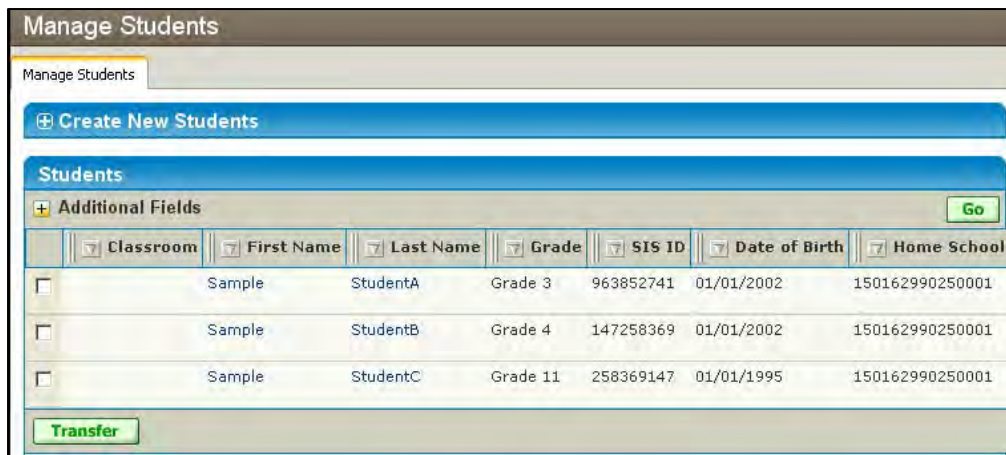 Manage Students
Manage Students
Create New Students
Students
Additional Fields Go
Classroom First Name Last Name Grade SIS ID Date of Birth Home School
Sample StudentA Grade 3 963852741 01/01/2002 150162990250001
Sample StudentB Grade 4 147258369 01/01/2002 150162990250001
Sample StudentC Grade 11 258369147 01/01/1995 150162990250001
Transfer